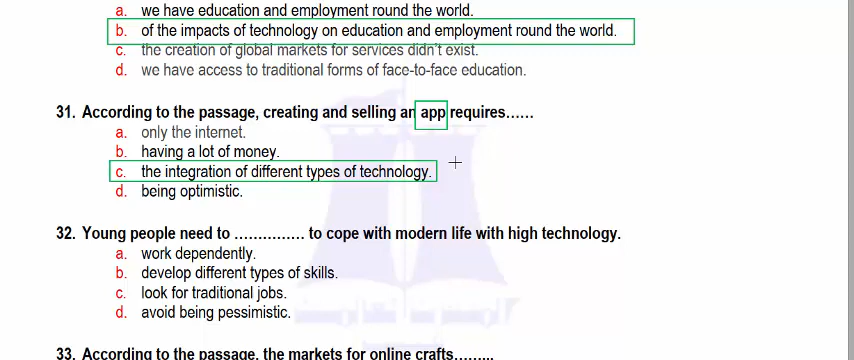 a. we have education and employment round the world.
b. of the impacts of technology on education and employment round the world.
c. the creation of global markets for services didn't exist.
d. we have access to traditional forms of face-to-face education.
31. According to the passage, creating and selling an app requires......
a. only the internet.
b. having a lot of money.
c. the integration of different types of technology.
d. being optimistic.
32. Young people need to ............... to cope with modern life with high technology.
a. work dependently.
b. develop different types of skills.
c. look for traditional jobs.
d. avoid being pessimistic.
33. According to the passage, the markets for online crafts.........